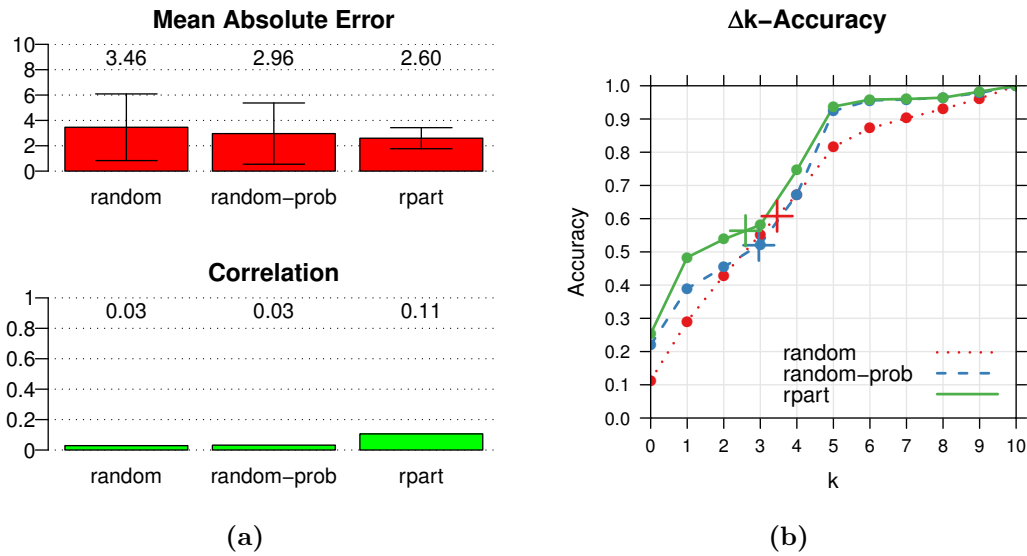 Mean Absolute Error
10
8
6
4
2
0
3.46 2.96 2.60
random random−prob rpart
Correlation
1
0.8
0.6
0.4
0.2
0
0.03 0.03 0.11
random random−prob rpart
(a)
Δk−Accuracy
Accuracy
1.0
0.9
0.8
0.7
0.6
0.5
0.4
0.3
0.2
0.1
0.0
random
random−prob
rpart
0 1 2 3 4 5 6 7 8 9 10
k
(b)